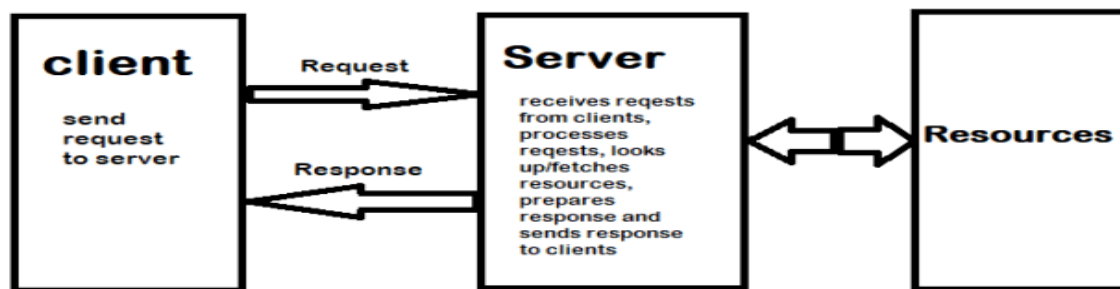 client
send
request
to server
Request
Response
Server
receives reqests
from clients,
processes
reqests, looks
up/fetches
resources,
prepares
response and
sends response
to clients
Resources